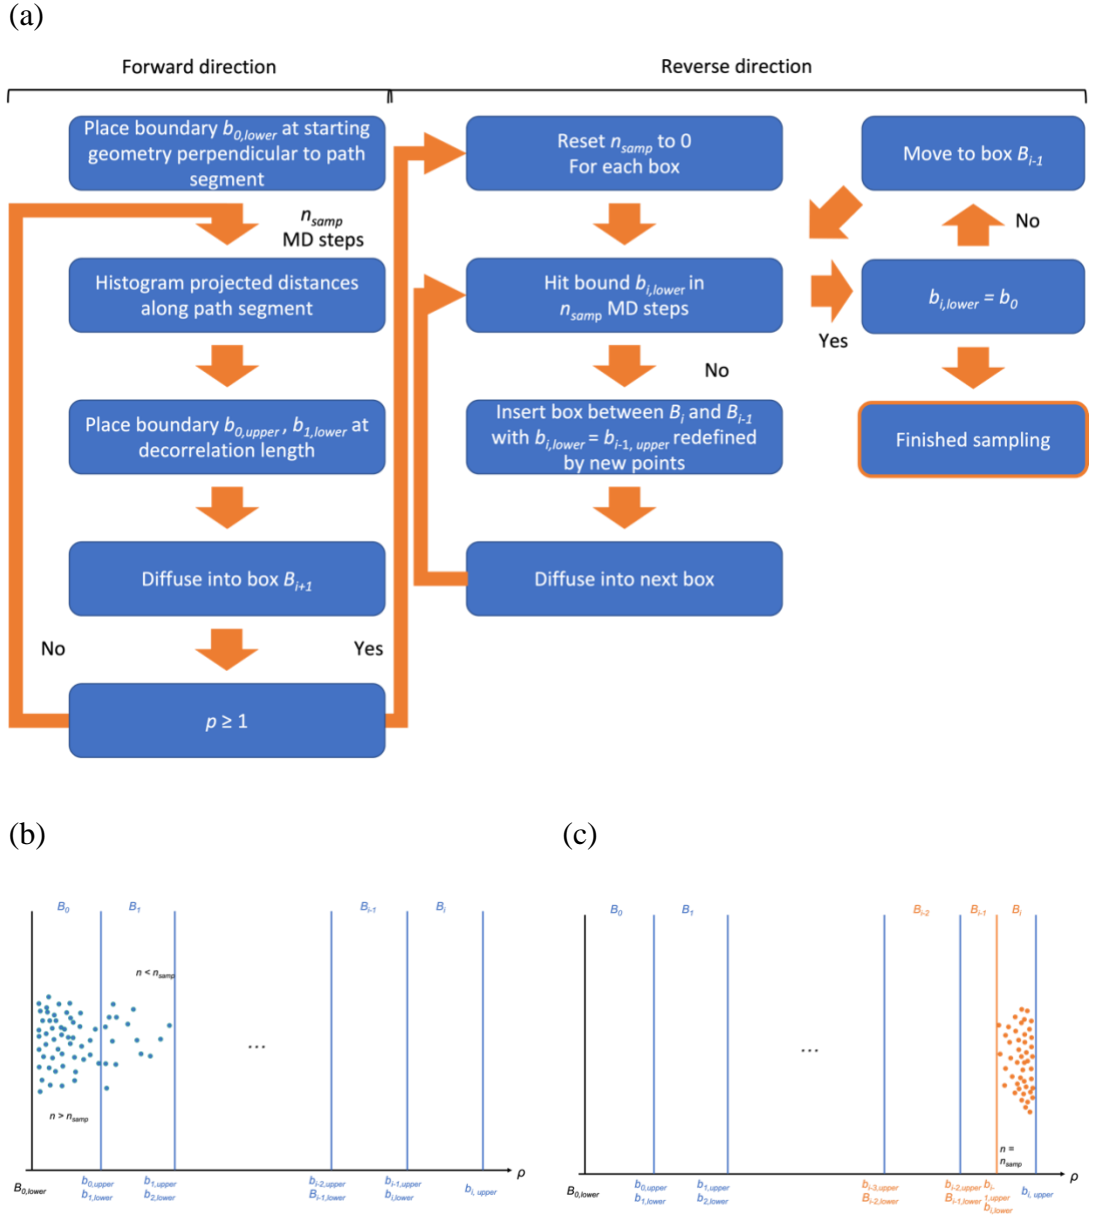 (a)
Forward direction
Reverse direction
Place boundary b0,lower at starting
geometry perpendicular to path
segment
nsamp
MD steps
Histogram projected distances
along path segment
Place boundary b0,upper , b1,lower at
decorrelation length
Diffuse into box Bi+1
No
Yes
p ≥ 1
Reset nsamp to 0
For each box
Hit bound bi,lower in
nsamp MD steps
No
Insert box between Bi and Bi-1
with bi,lower = bi-1, upper redefined
by new points
Diffuse into next box
Move to box Bi-1
No
Yes
bi,lower = b0
Finished sampling
(b)
B0
B1
Bi-1
Bi
n < nsamp
...
n > nsamp
ρ
B0,lower
b0,upper
b1,lower
b1,upper
b2,lower
bi-2,upper
Bi-1,lower
bi-1,upper
bi,lower
bi, upper
(c)
B0
B1
Bi-2
Bi-1
Bi
...
n =
nsamp
ρ
B0,lower
b0,upper
b1,lower
b1,upper
b2,lower
bi-3,upper
Bi-2,lower
bi-2,upper
Bi-1,lower
bi-
1,upper
bi,lower
bi, upper